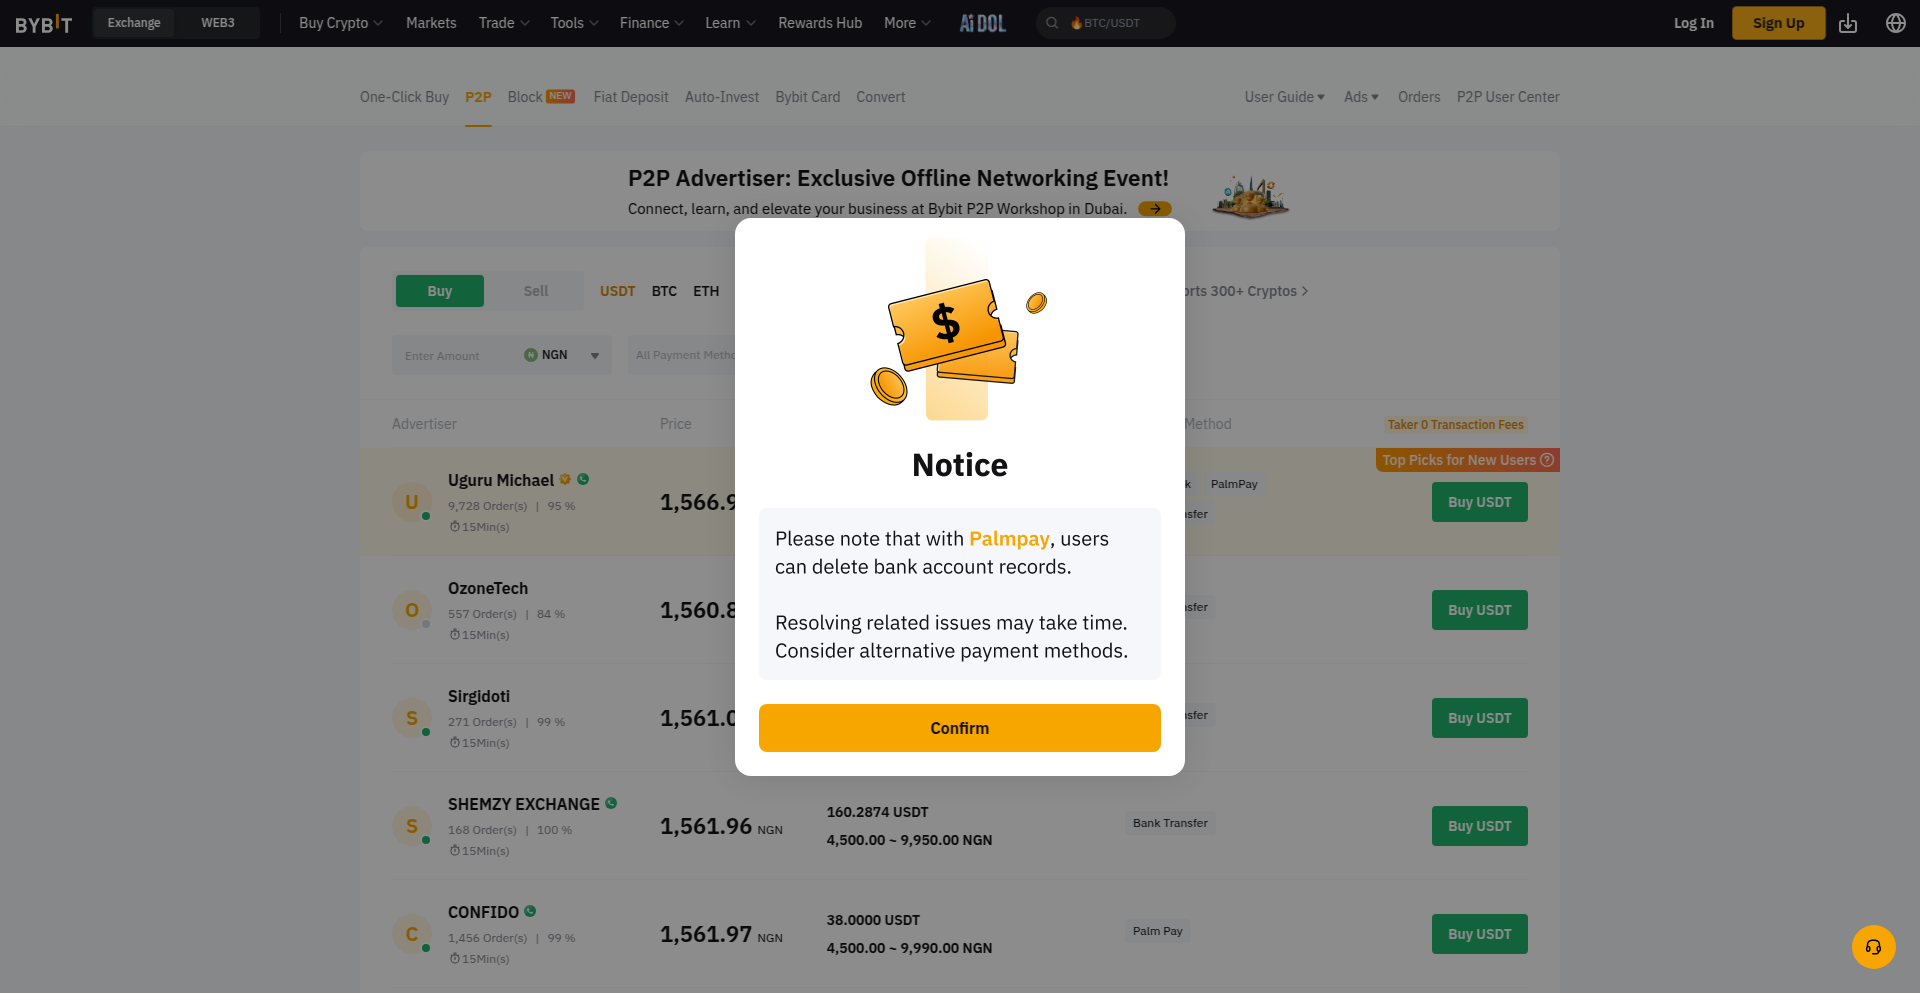 BYBIT Exchange WEB3 Buy Crypto Markets Trade Tools Finance Learn Rewards Hub More AiDOL BTC/USDT Log In Sign Up
One-Click Buy P2P Block NEW Fiat Deposit Auto-Invest Bybit Card Convert User Guide Ads Orders P2P User Center
P2P Advertiser: Exclusive Offline Networking Event!
Connect, learn, and elevate your business at Bybit P2P Workshop in Dubai.
Buy Sell USDT BTC ETH 300+ Cryptos
Enter Amount NGN All Payment
Advertiser Price Method Taker 0 Transaction Fees
Top Picks for New Users
U Uguru Michael
9,728 Order(s) | 95 %
15Min(s)
1,566.9
PalmPay
Buy USDT
O OzoneTech
557 Order(s) | 84 %
15Min(s)
1,560.8
Buy USDT
S Sirgidoti
271 Order(s) | 99 %
15Min(s)
1,561.0
Buy USDT
S SHEMZY EXCHANGE
168 Order(s) | 100 %
15Min(s)
1,561.96 NGN
160.2874 USDT
4,500.00 ~ 9,950.00 NGN
Bank Transfer
Buy USDT
C CONFIDO
1,456 Order(s) | 99 %
15Min(s)
1,561.97 NGN
38.0000 USDT
4,500.00 ~ 9,990.00 NGN
Palm Pay
Buy USDT
$
Notice
Please note that with Palmpay, users
can delete bank account records.
Resolving related issues may take time.
Consider alternative payment methods.
Confirm